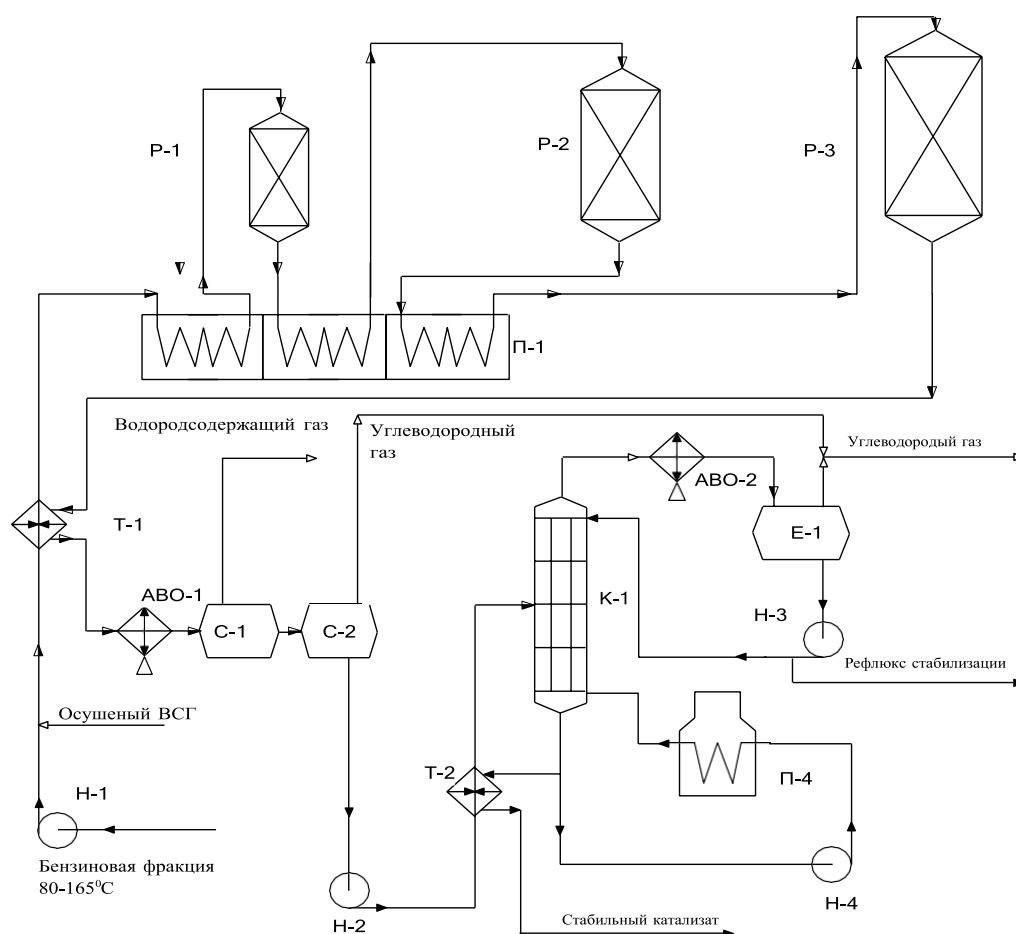 Р-1
Р-2
Р-3
П-1
Водородсодержащий газ
Углеводородный
газ
Углеводородый газ
АВО-2
Е-1
Т-1
АВО-1
С-1
С-2
К-1
Н-3
Рефлюкс стабилизации
Осушеный ВСГ
Т-2
П-4
Н-1
Бензиновая фракция
80-165⁰С
Н-2
Н-4
Стабильный катализат